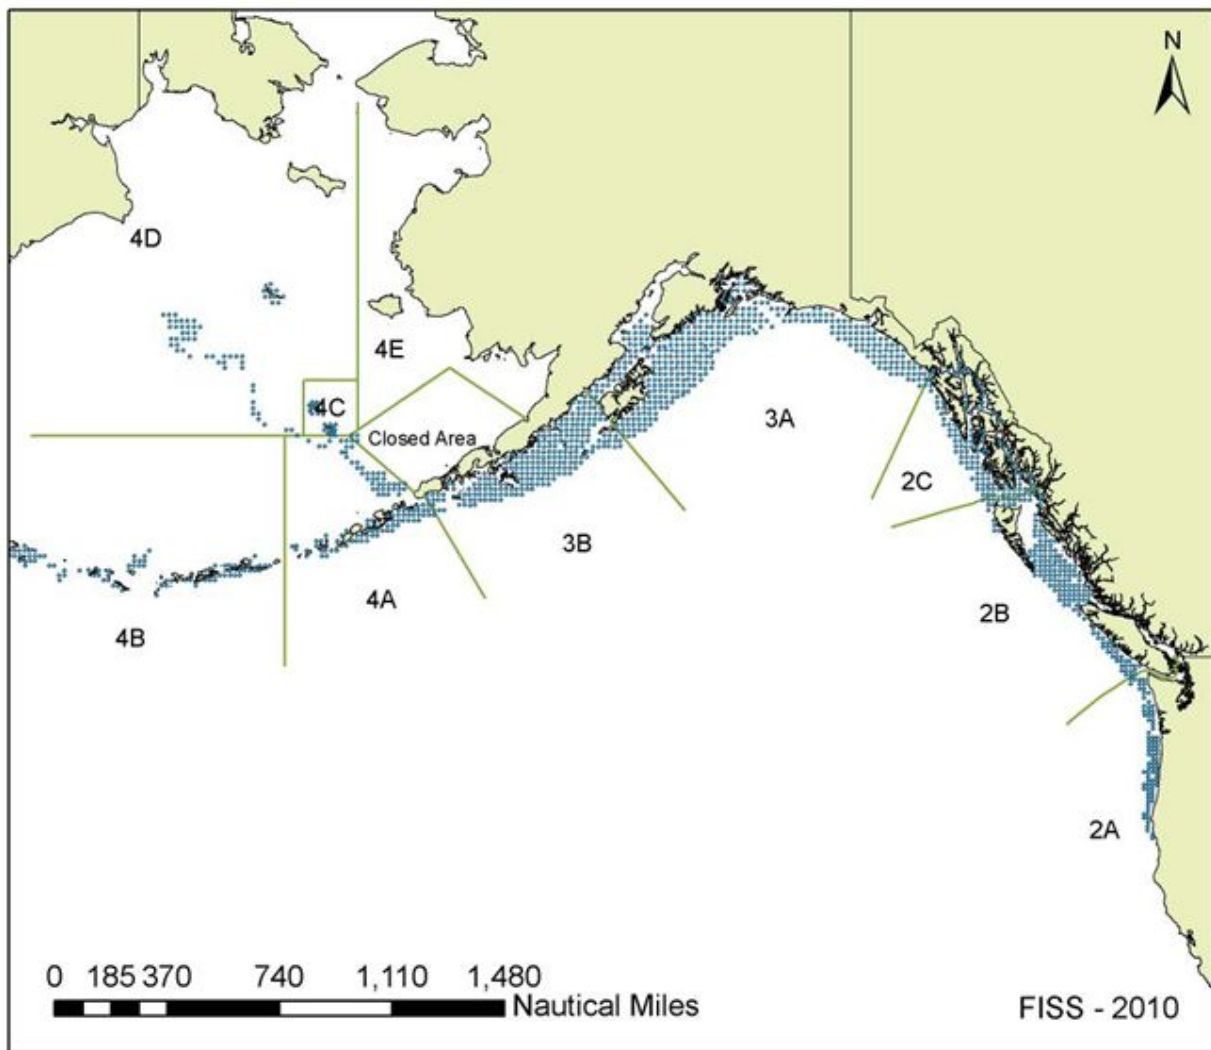 N
4D
4E
4C
Closed Area
3A
2C
3B
4A
2B
4B
2A
0 185 370 740 1,110 1,480
Nautical Miles
FISS - 2010